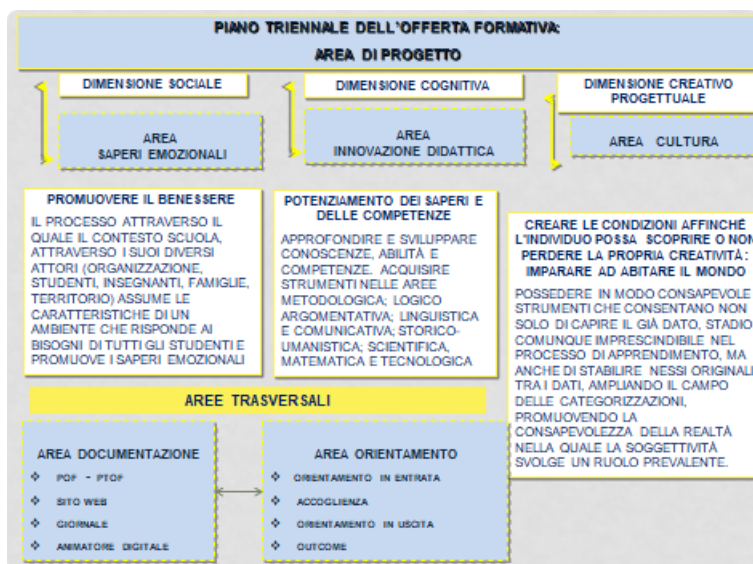 PIANO TRIENNALE DELL'OFFERTA FORMATIVA:
AREA DI PROGETTO
DIMENSIONE SOCIALE
AREA
SAPERI EMOZIONALI
DIMENSIONE COGNITIVA
AREA
INNOVAZIONE DIDATTICA
DIMENSIONE CREATIVO
PROGETTUALE
AREA CULTURA
PROMUOVERE IL BENESSERE
IL PROCESSO ATTRAVERSO IL
QUALE IL CONTESTO SCUOLA,
ATTRAVERSO I SUOI DIVERSI
ATTORI (ORGANIZZAZIONE,
STUDENTI, INSEGNANTI, FAMIGLIE,
TERRITORIO) ASSUME LE
CARATTERISTICHE DI UN
AMBIENTE CHE RISPONDE AI
BISOGNI DI TUTTI GLI STUDENTI E
PROMUOVE I SAPERI EMOZIONALI
POTENZIAMENTO DEI SAPERI E
DELLE COMPETENZE
APPROFONDIRE E SVILUPPARE
CONOSCENZE, ABILITÀ E
COMPETENZE. ACQUISIRE
STRUMENTI NELLE AREE
METODOLOGICA; LOGICO
ARGOMENTATIVA; LINGUISTICA
E COMUNICATIVA; STORICO-
UMANISTICA; SCIENTIFICA,
MATEMATICA E TECNOLOGICA
CREARE LE CONDIZIONI AFFINCHÉ
L'INDIVIDUO POSSA SCOPRIRE O NON
PERDERE LA PROPRIA CREATIVITÀ:
IMPARARE AD ABITARE IL MONDO
POSSEDERE IN MODO CONSAPEVOLE
STRUMENTI CHE CONSENTANO NON
SOLO DI CAPIRE IL GIÀ DATO, STADIO
COMUNQUE IMPRESCINDIBILE NEL
PROCESSO DI APPRENDIMENTO, MA
ANCHE DI STABILIRE NESSI ORIGINALI
TRA I DATI, AMPLIANDO IL CAMPO
DELLE CATEGORIZZAZIONI,
PROMUOVENDO LA
CONSAPEVOLEZZA DELLA REALTÀ
NELLA QUALE LA SOGGETTIVITÀ
SVOLGE UN RUOLO PREVALENTE.
AREE TRASVERSALI
AREA DOCUMENTAZIONE
❖ POF - PTOF
❖ SITO WEB
❖ GIORNALE
❖ ANIMATORE DIGITALE
AREA ORIENTAMENTO
❖ ORIENTAMENTO IN ENTRATA
❖ ACCOGLIENZA
❖ ORIENTAMENTO IN USCITA
❖ OUTCOME